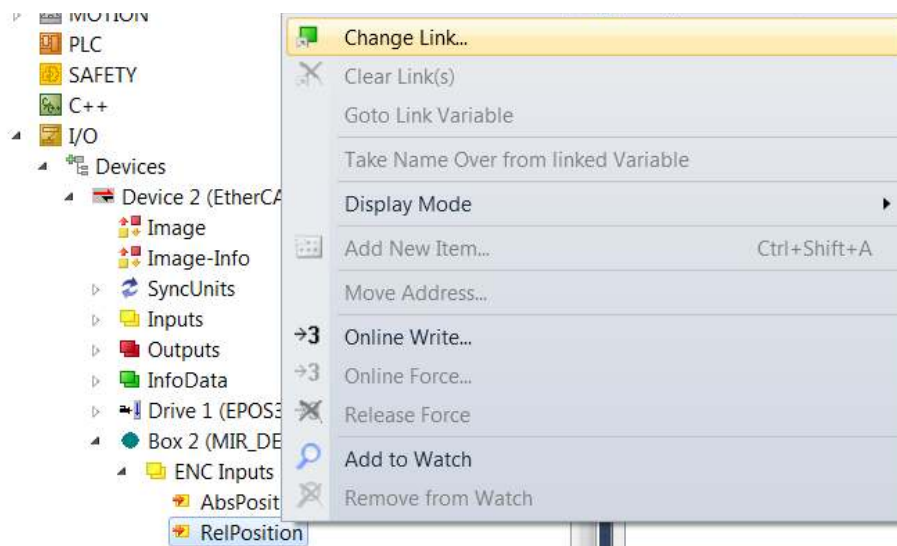 MOTION
PLC
SAFETY
C++
I/O
Devices
Device 2 (EtherCA
Image
Image-Info
SyncUnits
Inputs
Outputs
InfoData
Drive 1 (EPOS3
Box 2 (MIR_DE
ENC Inputs
AbsPosit
RelPosition
Change Link...
Clear Link(s)
Goto Link Variable
Take Name Over from linked Variable
Display Mode
Add New Item... Ctrl+Shift+A
Move Address...
Online Write...
Online Force...
Release Force
Add to Watch
Remove from Watch